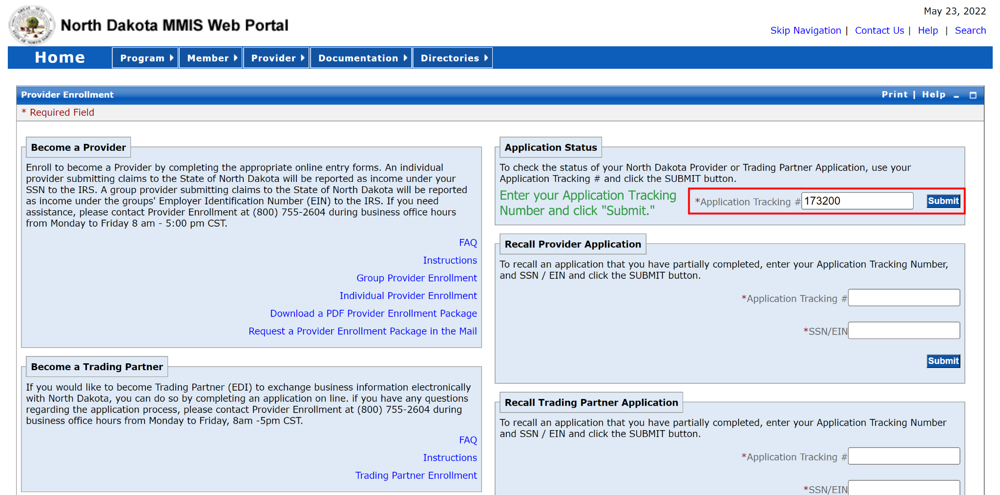 May 23, 2022
North Dakota MMIS Web Portal
Skip Navigation | Contact Us | Help | Search
Home Program Member Provider Documentation Directories
Provider Enrollment
Print | Help
* Required Field
Become a Provider
Enroll to become a Provider by completing the appropriate online entry forms. An individual
provider submitting claims to the State of North Dakota will be reported as income under your
SSN to the IRS. A group provider submitting claims to the State of North Dakota will be reported
as income under the groups' Employer Identification Number (EIN) to the IRS. If you need
assistance, please contact Provider Enrollment at (800) 755-2604 during business office hours
from Monday to Friday 8 am - 5:00 pm CST.
FAQ
Instructions
Group Provider Enrollment
Individual Provider Enrollment
Download a PDF Provider Enrollment Package
Request a Provider Enrollment Package in the Mail
Become a Trading Partner
If you would like to become Trading Partner (EDI) to exchange business information electronically
with North Dakota, you can do so by completing an application on line. if you have any questions
regarding the application process, please contact Provider Enrollment at (800) 755-2604 during
business office hours from Monday to Friday, 8am -5pm CST.
FAQ
Instructions
Trading Partner Enrollment
Application Status
To check the status of your North Dakota Provider or Trading Partner Application, use your
Application Tracking # and click the SUBMIT button.
Enter your Application Tracking
Number and click "Submit."
*Application Tracking # 173200 Submit
Recall Provider Application
To recall an application that you have partially completed, enter your Application Tracking Number,
and SSN / EIN and click the SUBMIT button.
*Application Tracking #
*SSN/EIN
Submit
Recall Trading Partner Application
To recall an application that you have partially completed, enter your Application Tracking Number
and SSN / EIN and click the SUBMIT button.
*Application Tracking #
*SSN/EIN